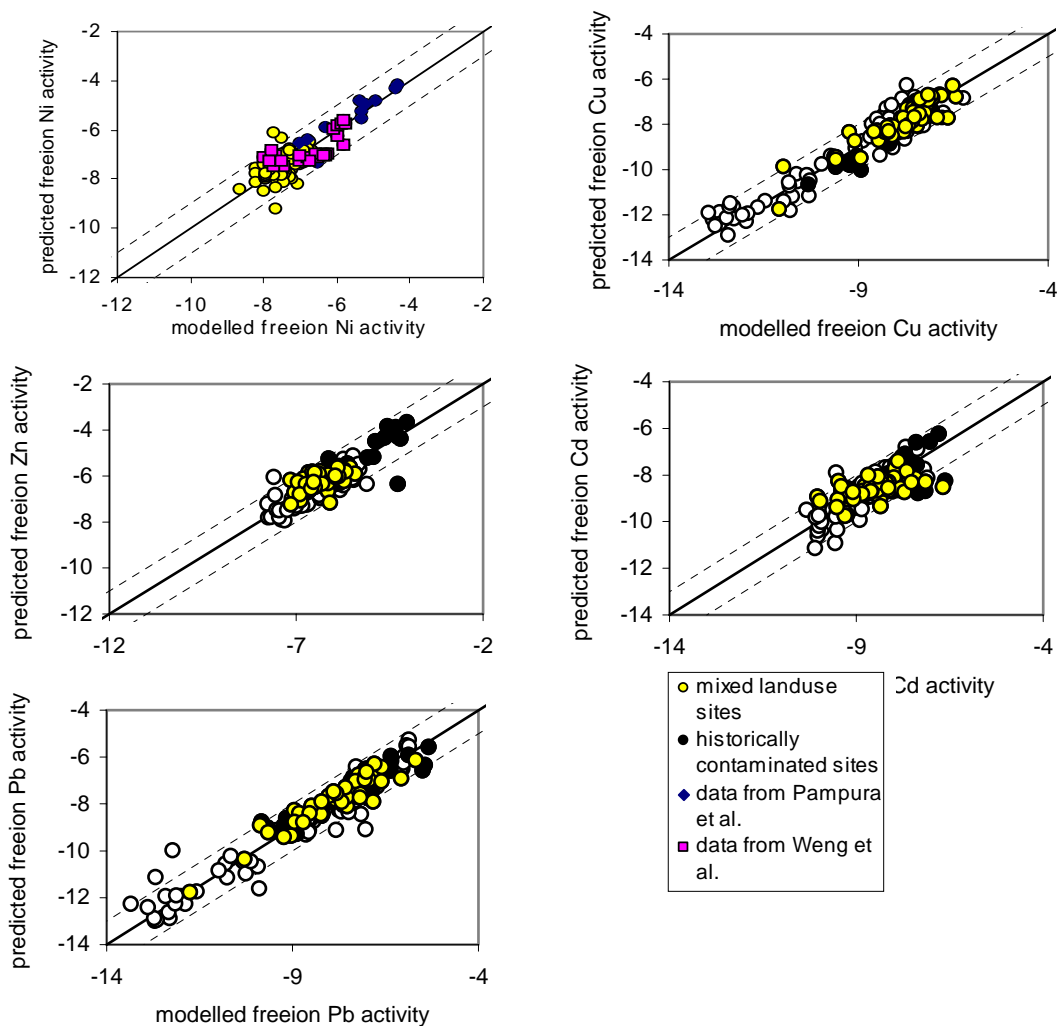 -2
-4
-6
-8
-10
-12
-12
-10
-8
-6
-4
-2
predicted freeion Ni activity
modelled freeion Ni activity
-4
-6
-8
-10
-12
-14
-14
-9
-4
predicted freeion Cu activity
modelled freeion Cu activity
-2
-4
-6
-8
-10
-12
-12
-7
-2
predicted freeion Zn activity
-4
-6
-8
-10
-12
-14
-14
-9
-4
predicted freeion Cd activity
Cd activity
mixed landuse
sites
historically
contaminated sites
data from Pampura
et al.
data from Weng et
al.
-4
-6
-8
-10
-12
-14
-14
-9
-4
predicted freeion Pb activity
modelled freeion Pb activity